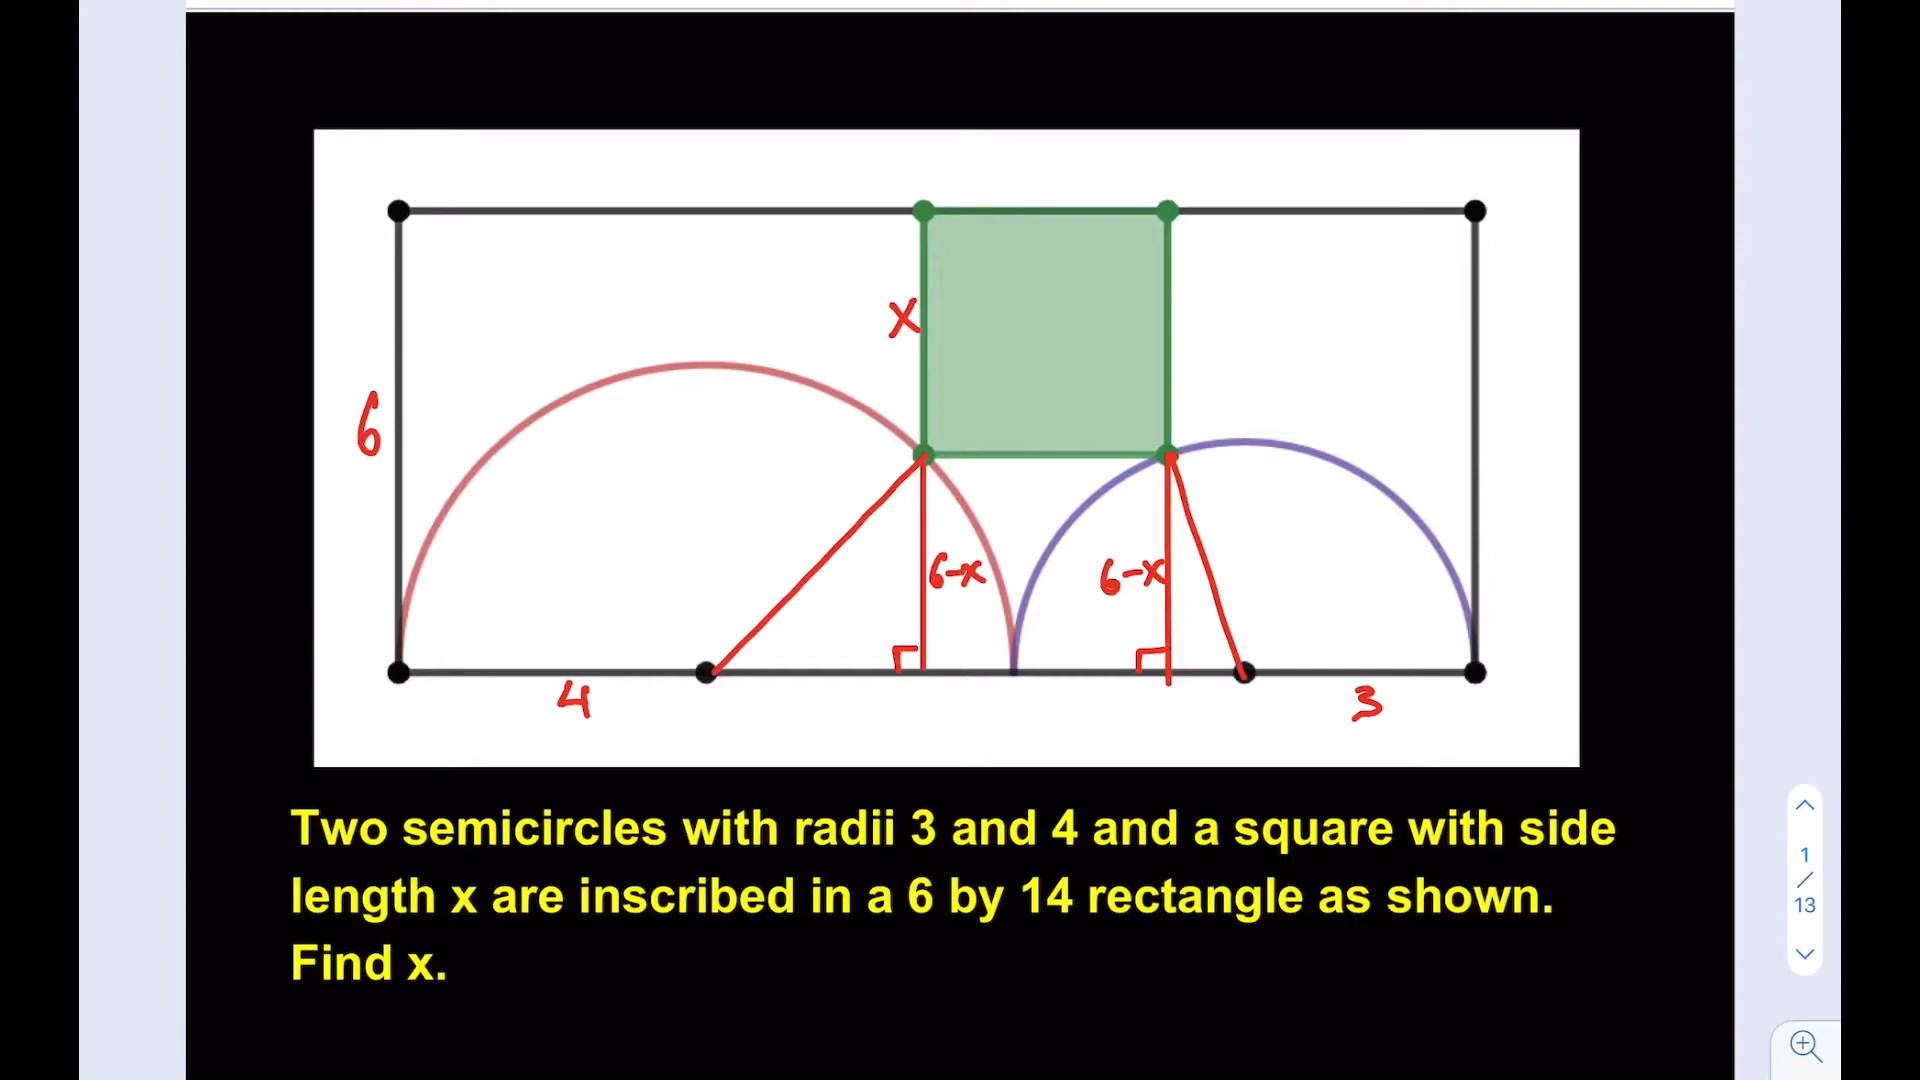 x
6
6-x
6-x
4
3
Two semicircles with radii 3 and 4 and a square with side
length x are inscribed in a 6 by 14 rectangle as shown.
Find x.
1
/
13